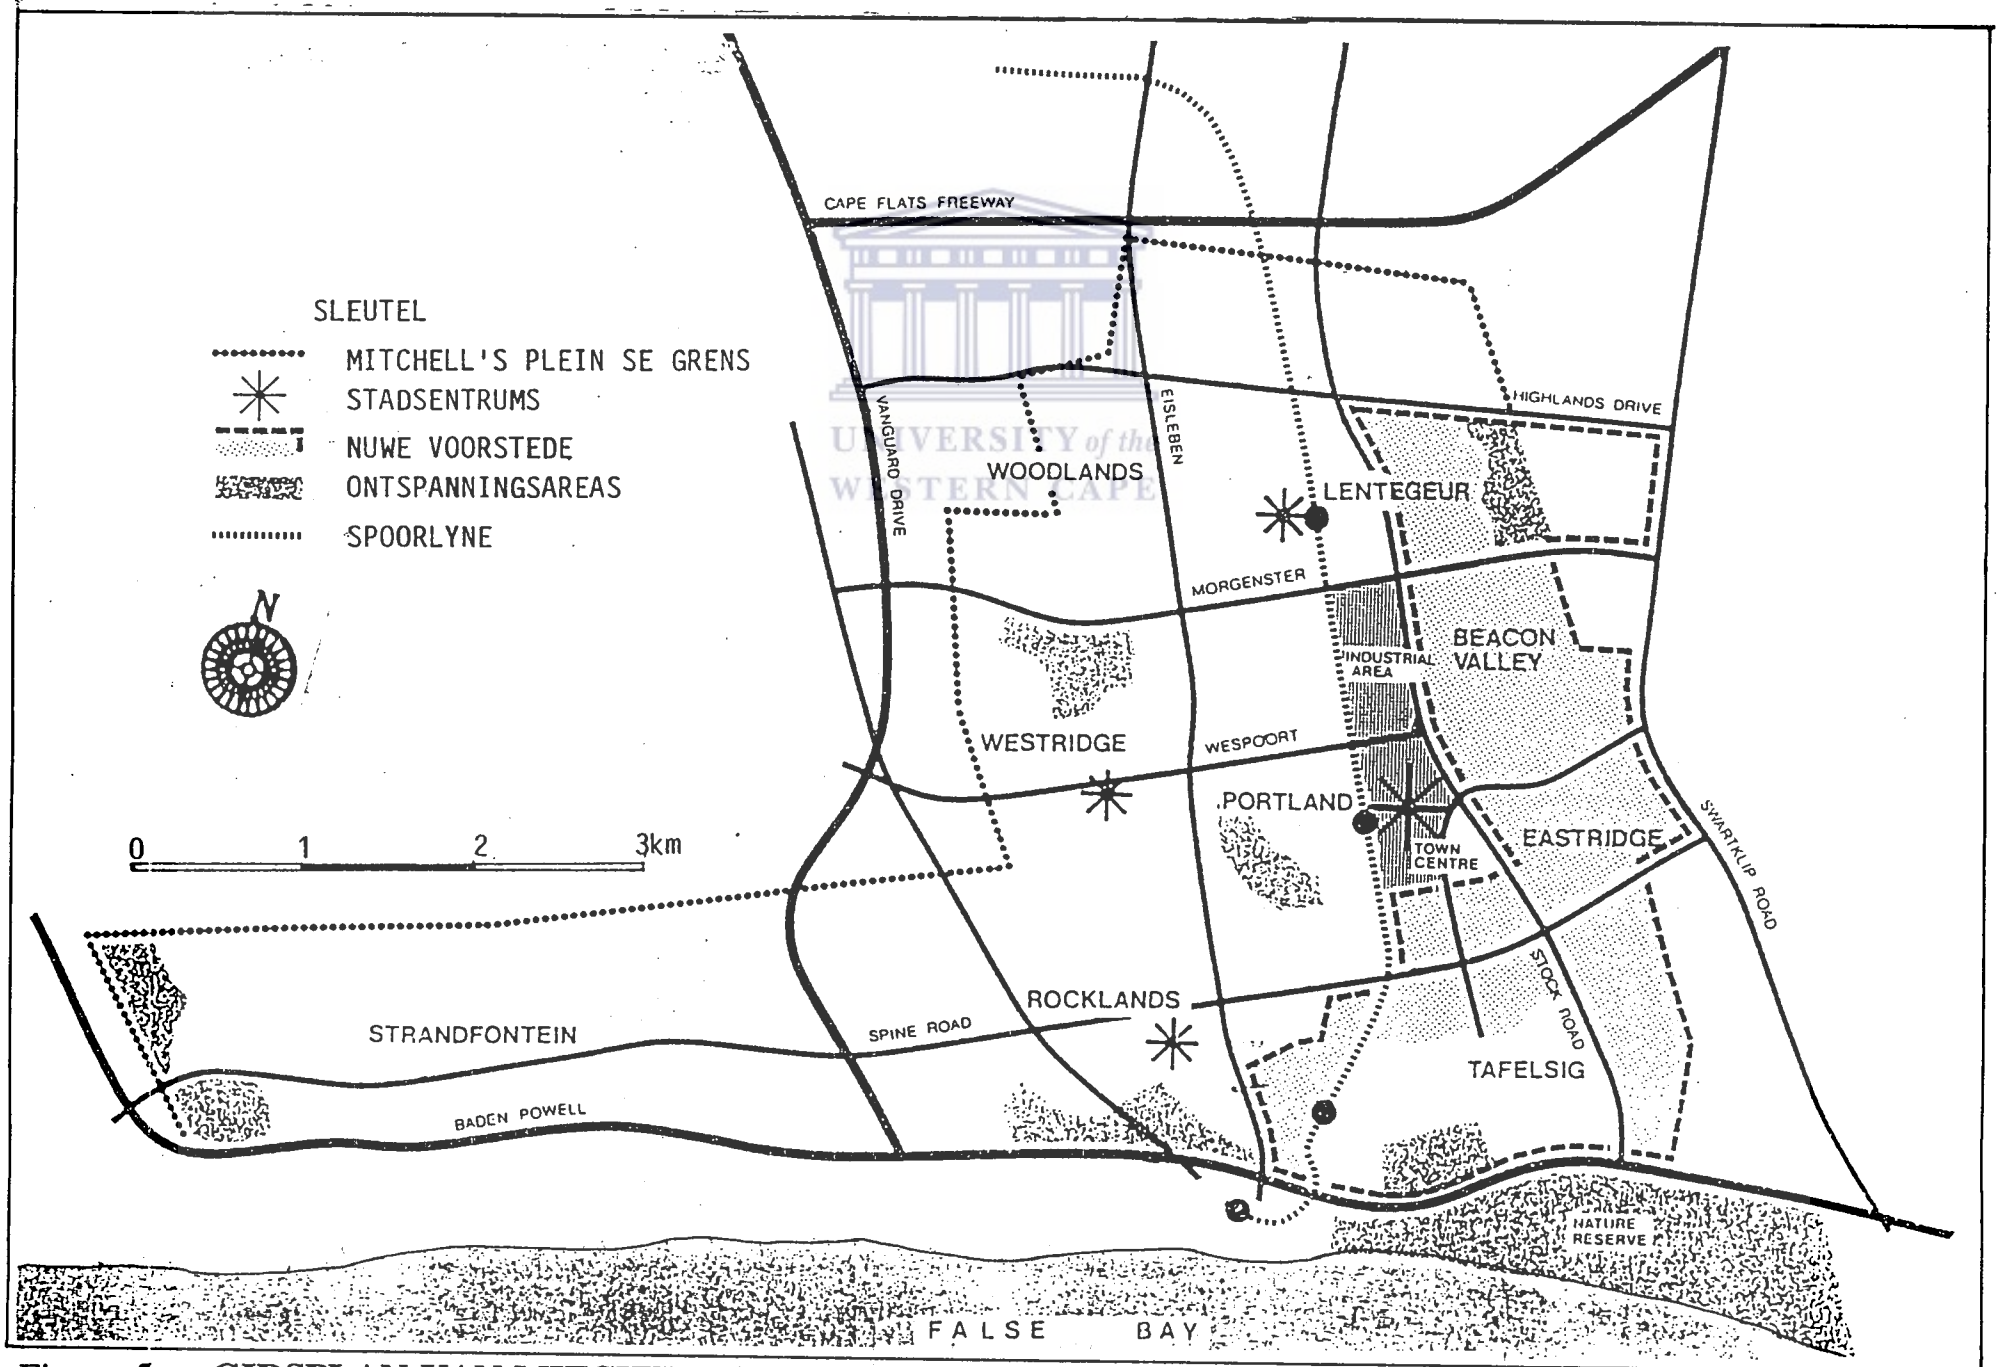 CAPE FLATS FREEWAY
SLEUTEL
MITCHELL'S PLEIN SE GRENS
STADSENTRUMS
NUWE VOORSTEDE
ONTSPANNINGSAREAS
SPOORLYNE
N
0 1 2 3km
VANGUARD DRIVE
EISLEBEN
HIGHLANDS DRIVE
UNIVERSITY of the
WESTERN CAPE
WOODLANDS
LENTEGEUR
MORGENSTER
BEACON
VALLEY
INDUSTRIAL
AREA
WESTRIDGE
WESPOORT
PORTLAND
TOWN
CENTRE
EASTRIDGE
SWARTKLIP ROAD
ROCKLANDS
SPINE ROAD
STOCK ROAD
STRANDFONTEIN
TAFELSIG
BADEN POWELL
NATURE
RESERVE
FALSE BAY